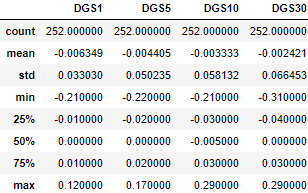 DGS1 DGS5 DGS10 DGS30
count 252.000000 252.000000 252.000000 252.000000
mean -0.006349 -0.004405 -0.003333 -0.002421
std 0.033030 0.050235 0.058132 0.066453
min -0.210000 -0.220000 -0.210000 -0.310000
25% -0.010000 -0.020000 -0.030000 -0.040000
50% 0.000000 0.000000 -0.005000 0.000000
75% 0.010000 0.020000 0.030000 0.030000
max 0.120000 0.170000 0.290000 0.290000